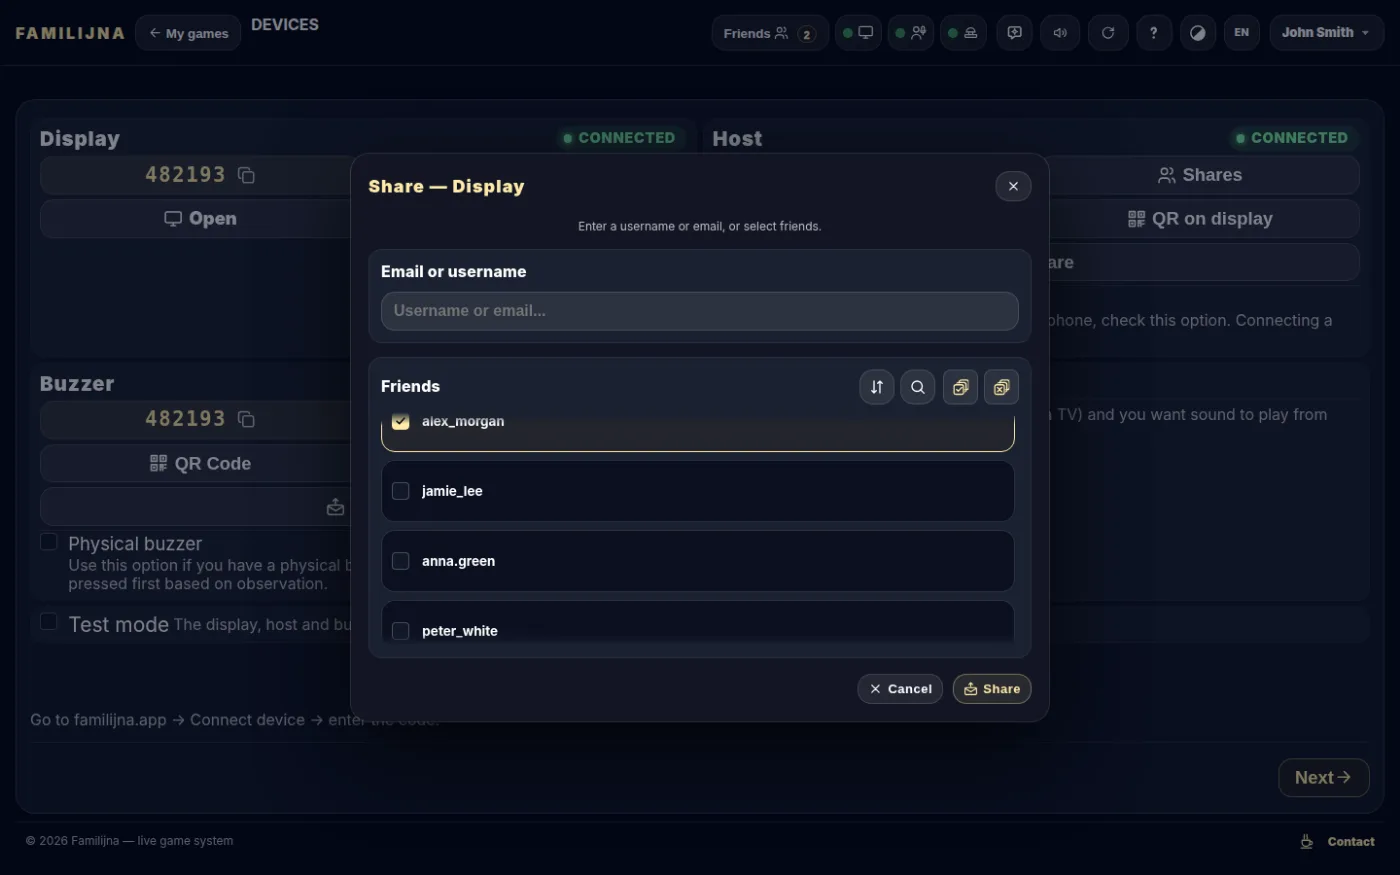 FAMILIJNA
My games
DEVICES
Friends 2
?
EN
John Smith
Display
CONNECTED
Host
CONNECTED
482193
Open
Shares
QR on display
are
phone, check this option. Connecting a
Share — Display
Enter a username or email, or select friends.
Email or username
Username or email...
Friends
alex_morgan
jamie_lee
anna.green
peter_white
Cancel
Share
Buzzer
482193
QR Code
TV) and you want sound to play from
Physical buzzer
Use this option if you have a physical b
pressed first based on observation.
Test mode The display, host and bu
Go to familijna.app → Connect device → enter the code.
Next →
© 2026 Familijna — live game system
Contact